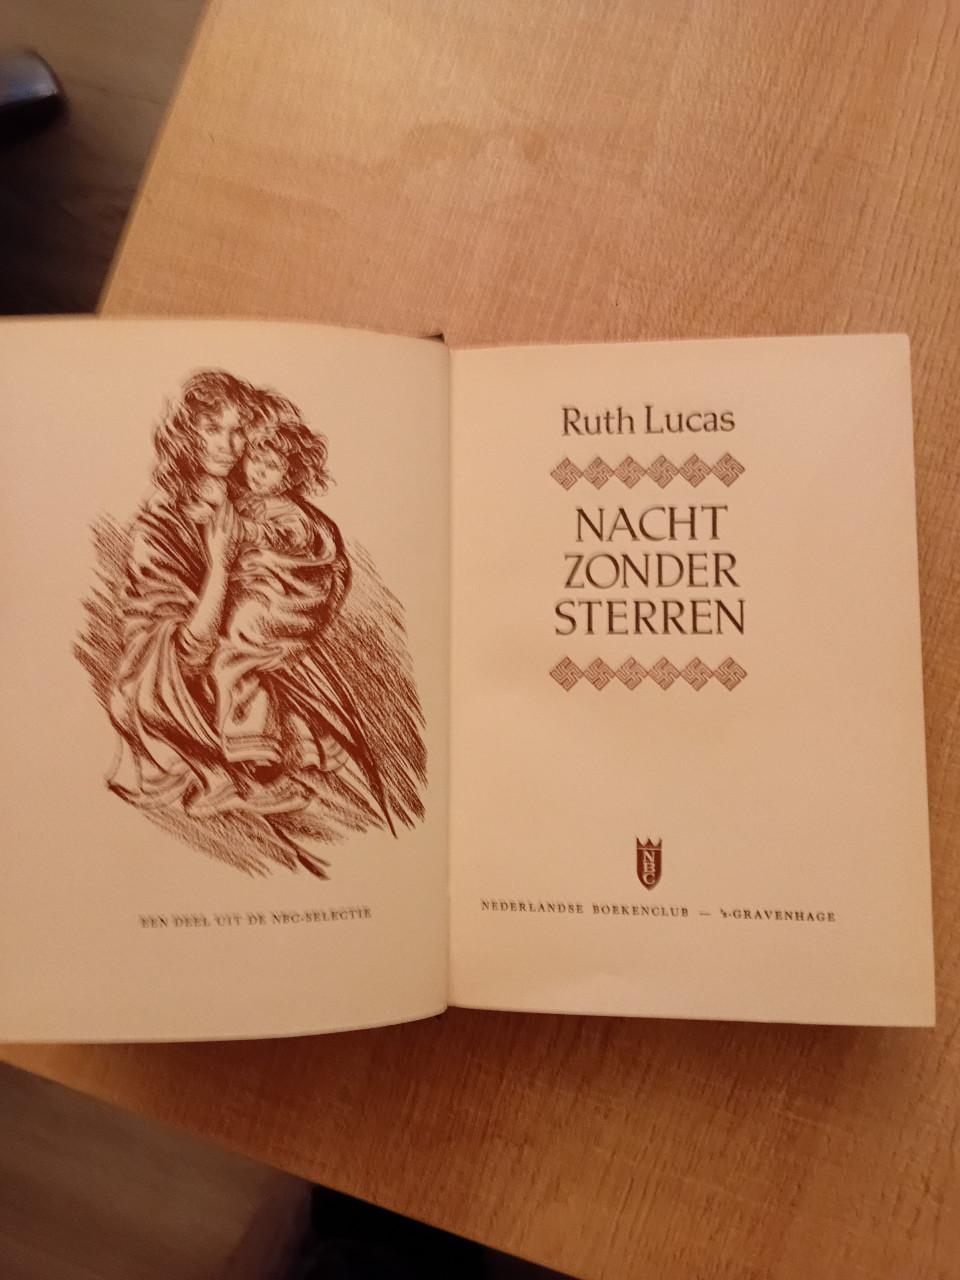 EEN DEEL UIT DE NBC-SELECTIE
Ruth Lucas
NACHT
ZONDER
STERREN
NBC
NEDERLANDSE BOEKENCLUB — 's-GRAVENHAGE